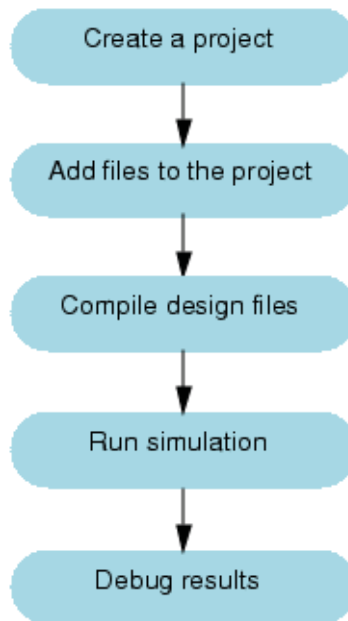 Create a project
Add files to the project
Compile design files
Run simulation
Debug results